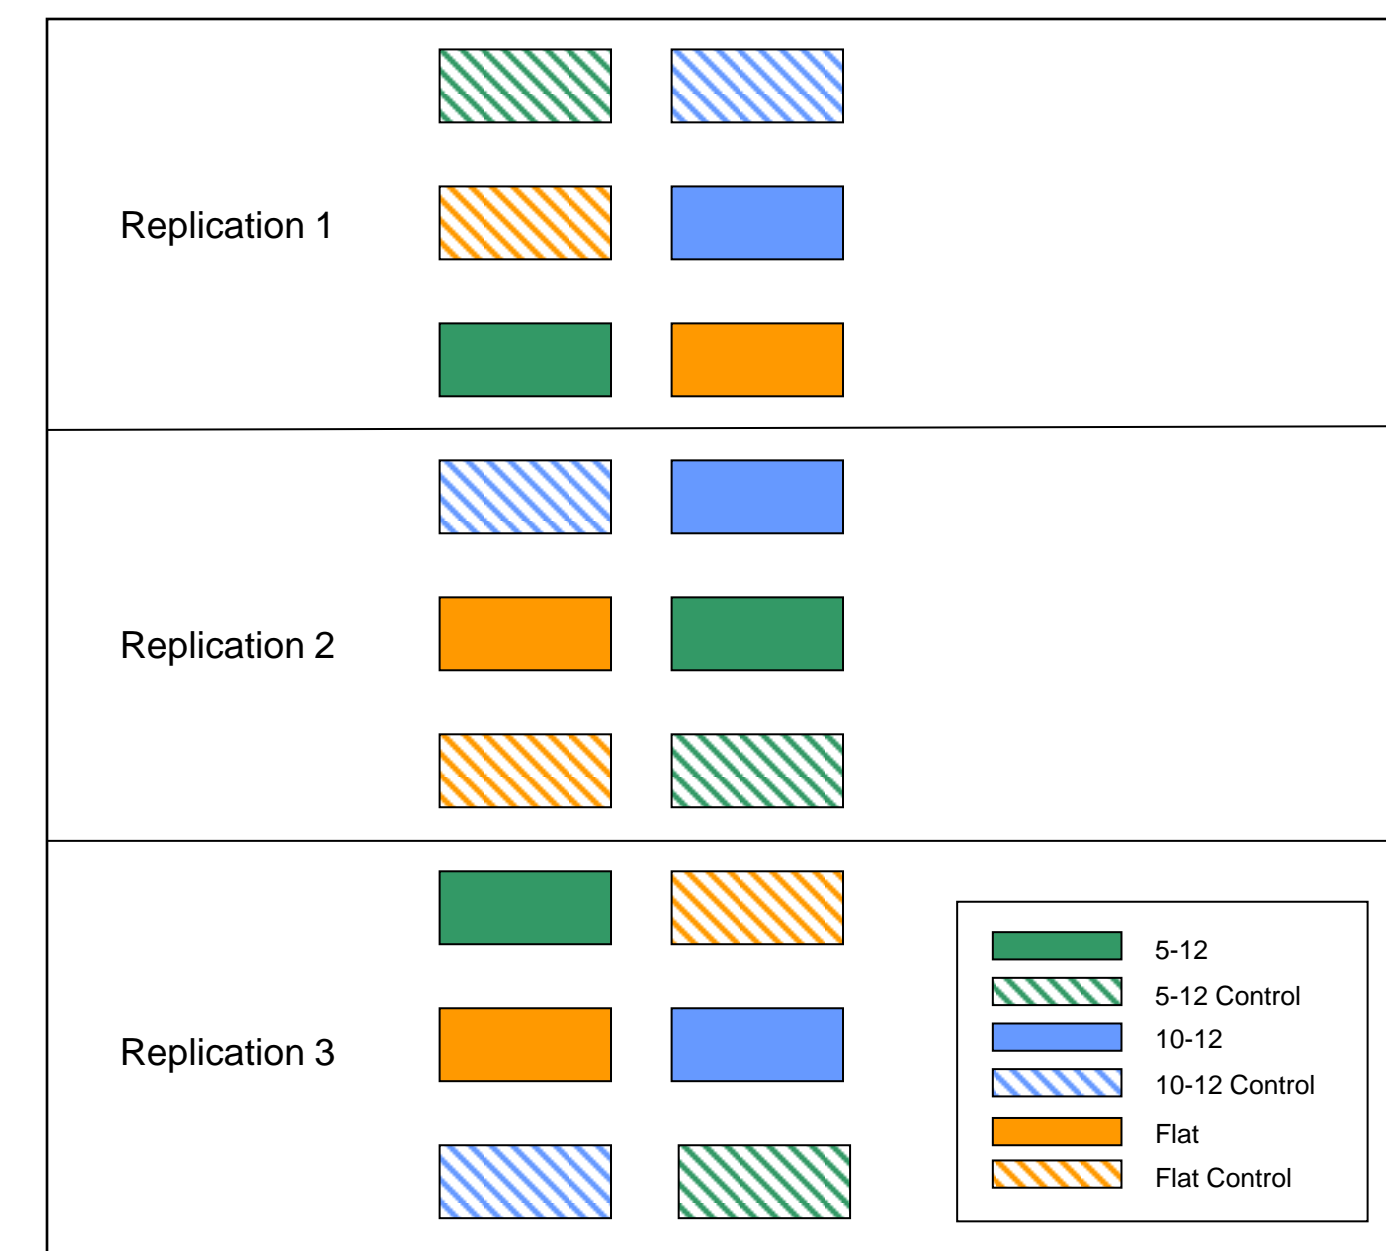 Replication 1
Replication 2
Replication 3
5-12
5-12 Control
10-12
10-12 Control
Flat
Flat Control